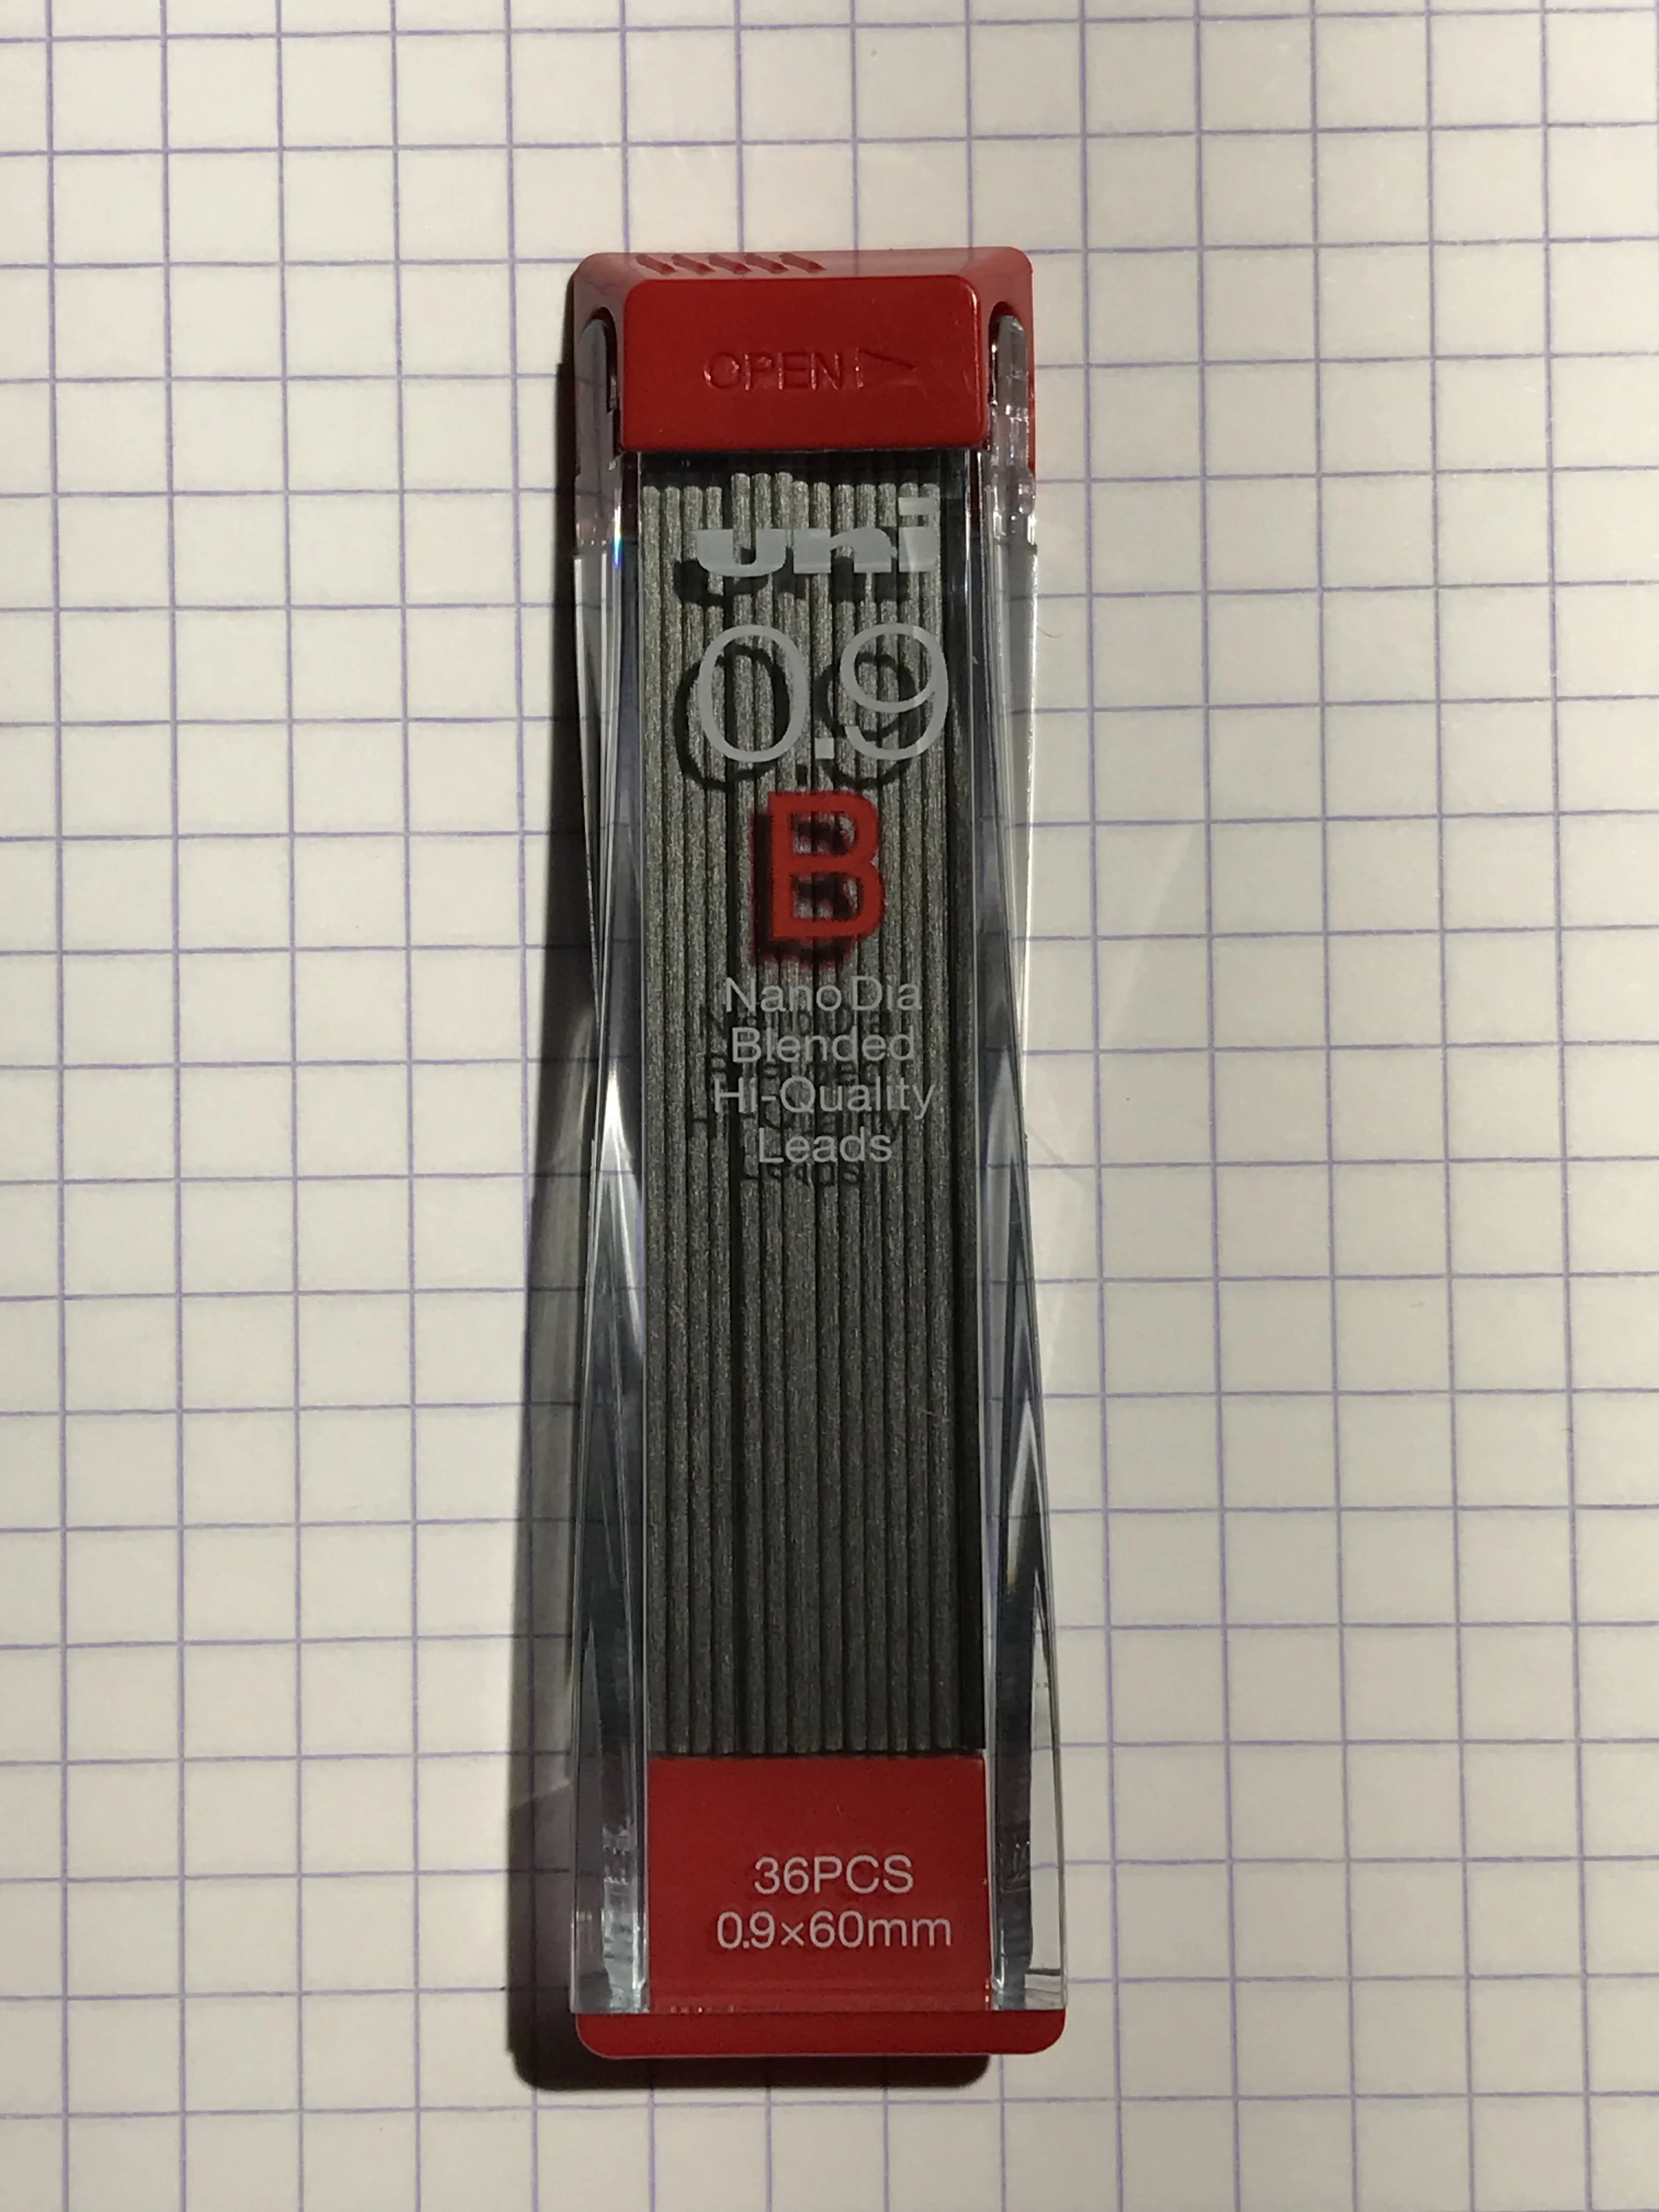 OPEN
uni
0.9
B
Nano Dia
Blended
Hi-Quality
Leads
36PCS
0.9×60mm